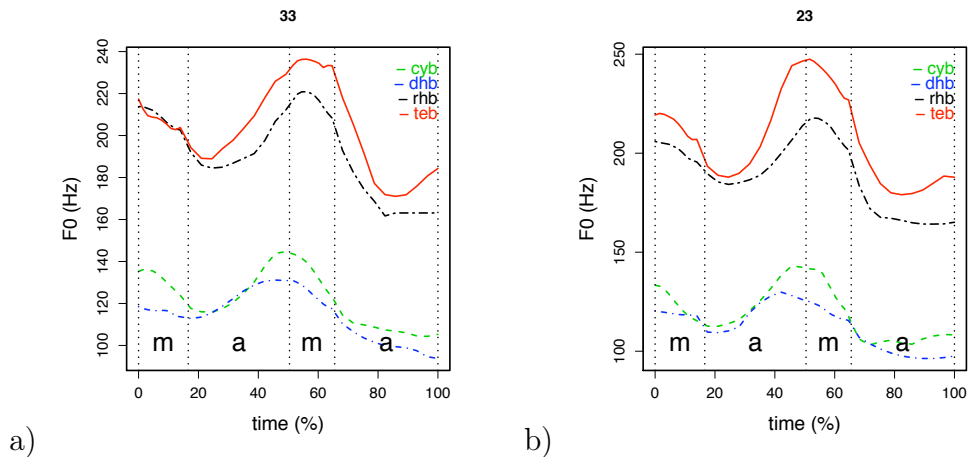 33
F0 (Hz)
100 120 140 160 180 200 220 240
– cyb
– dhb
– rhb
– teb
m a m a
0 20 40 60 80 100
time (%)
a)
23
F0 (Hz)
100 150 200 250
– cyb
– dhb
– rhb
– teb
m a m a
0 20 40 60 80 100
time (%)
b)